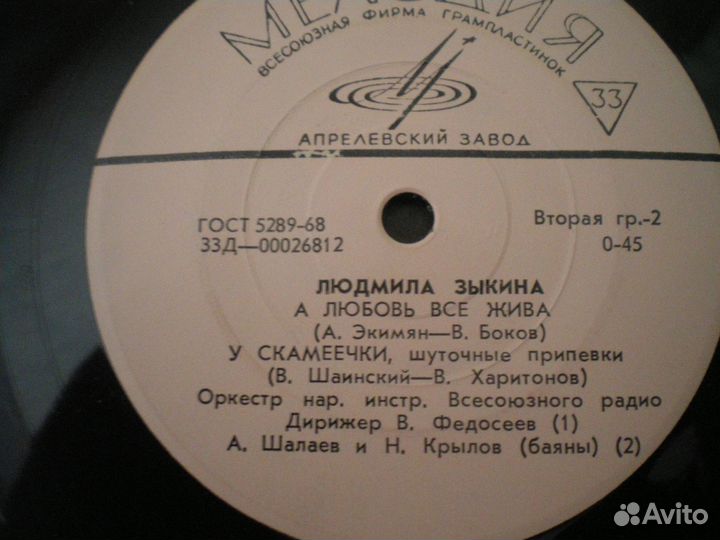 МЕЛОДИЯ
ВСЕСОЮЗНАЯ ФИРМА ГРАМПЛАСТИНОК
33
АПРЕЛЕВСКИЙ ЗАВОД
ГОСТ 5289-68
33Д—00026812
Вторая гр.-2
0-45
ЛЮДМИЛА ЗЫКИНА
А ЛЮБОВЬ ВСЕ ЖИВА
(А. Экимян—В. Боков)
У СКАМЕЕЧКИ, шуточные припевки
(В. Шаинский—В. Харитонов)
Оркестр нар. инстр. Всесоюзного радио
Дирижер В. Федосеев (1)
А. Шалаев и Н. Крылов (баяны) (2)
Avito